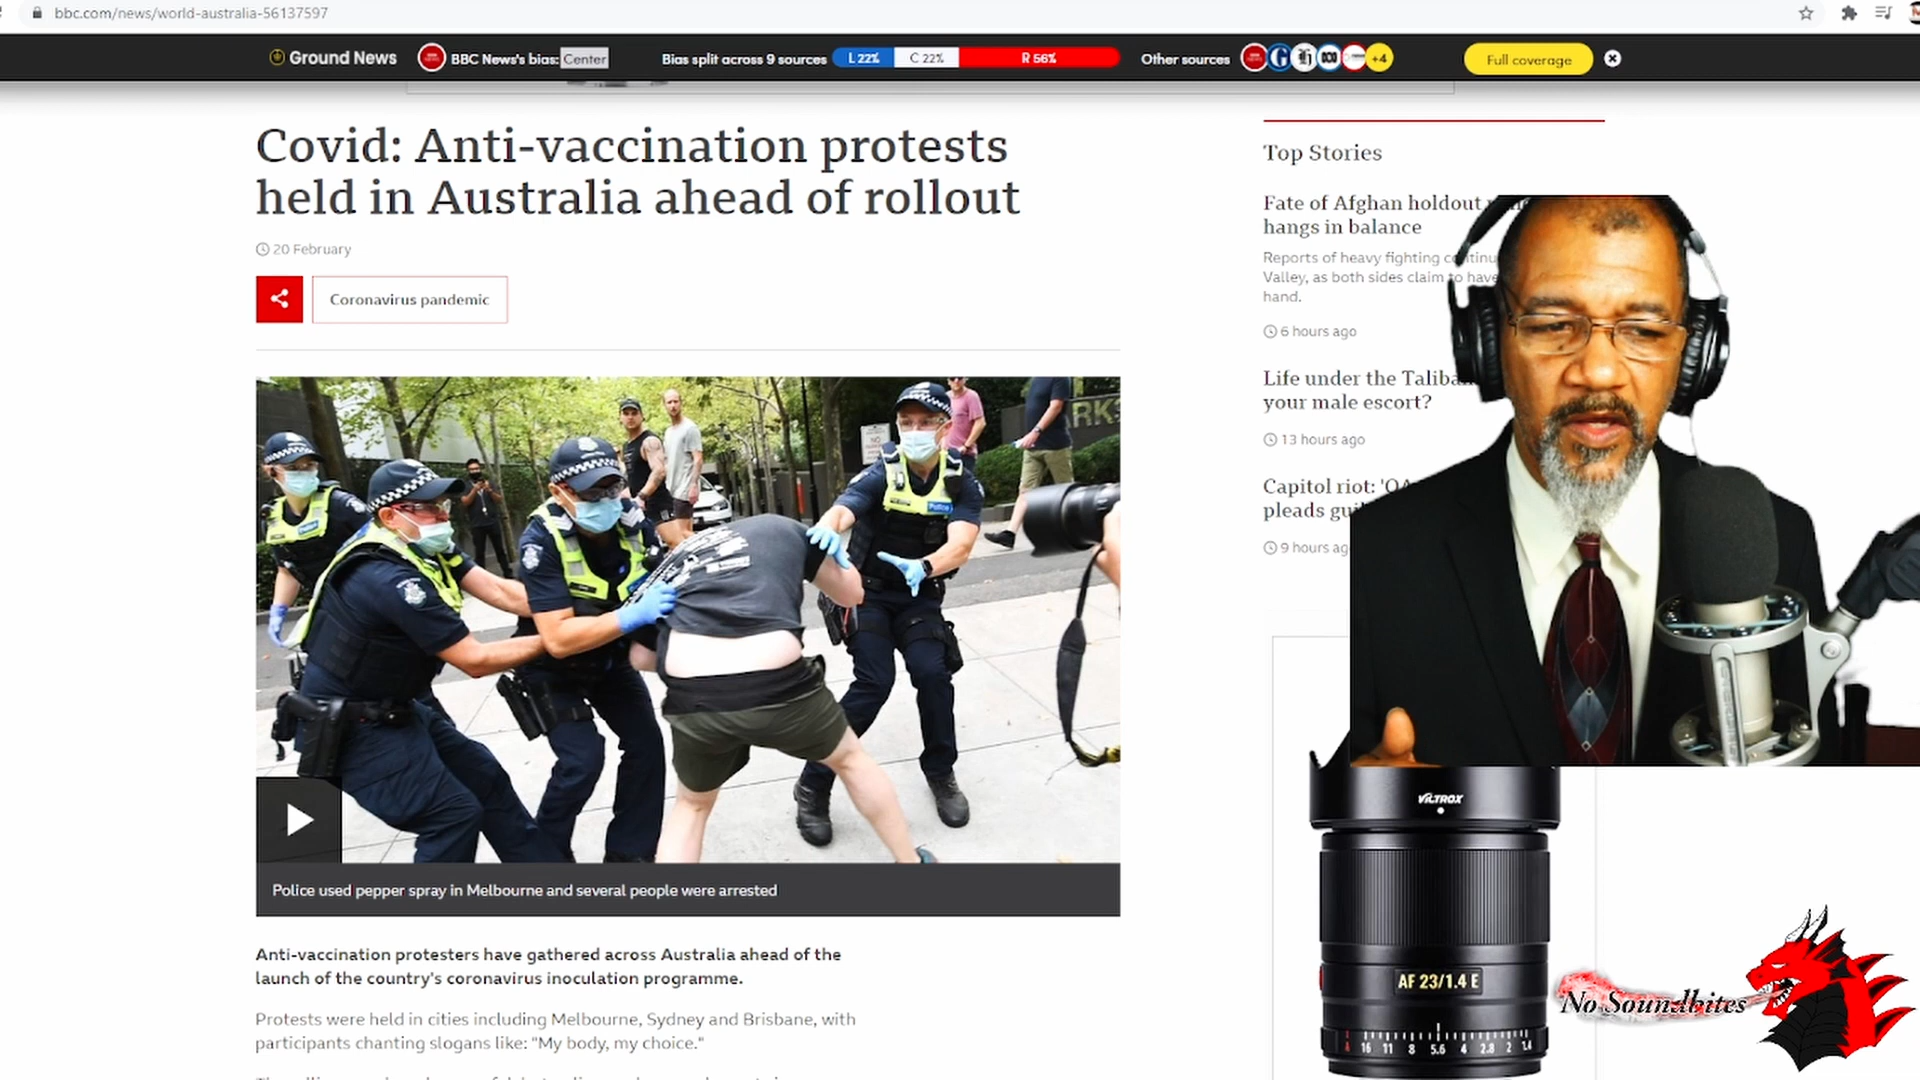 bbc.com/news/world-australia-56137597
Ground News
BBC News's bias: Center
Bias split across 9 sources
L 22%
C 22%
R 56%
Other sources
+4
Full coverage
Covid: Anti-vaccination protests
held in Australia ahead of rollout
20 February
Coronavirus pandemic
Police used pepper spray in Melbourne and several people were arrested
Anti-vaccination protesters have gathered across Australia ahead of the
launch of the country's coronavirus inoculation programme.
Protests were held in cities including Melbourne, Sydney and Brisbane, with
participants chanting slogans like: "My body, my choice."
Top Stories
Fate of Afghan holdout
hangs in balance
Reports of heavy fighting
Valley, as both sides claim to have
hand.
6 hours ago
Life under the
your male escort?
13 hours ago
Capitol riot:
pleads
9 hours
VILTROX
AF 23/1.4 E
16 11 8 5.6 4 2.8 2 1.4
No Soundbites